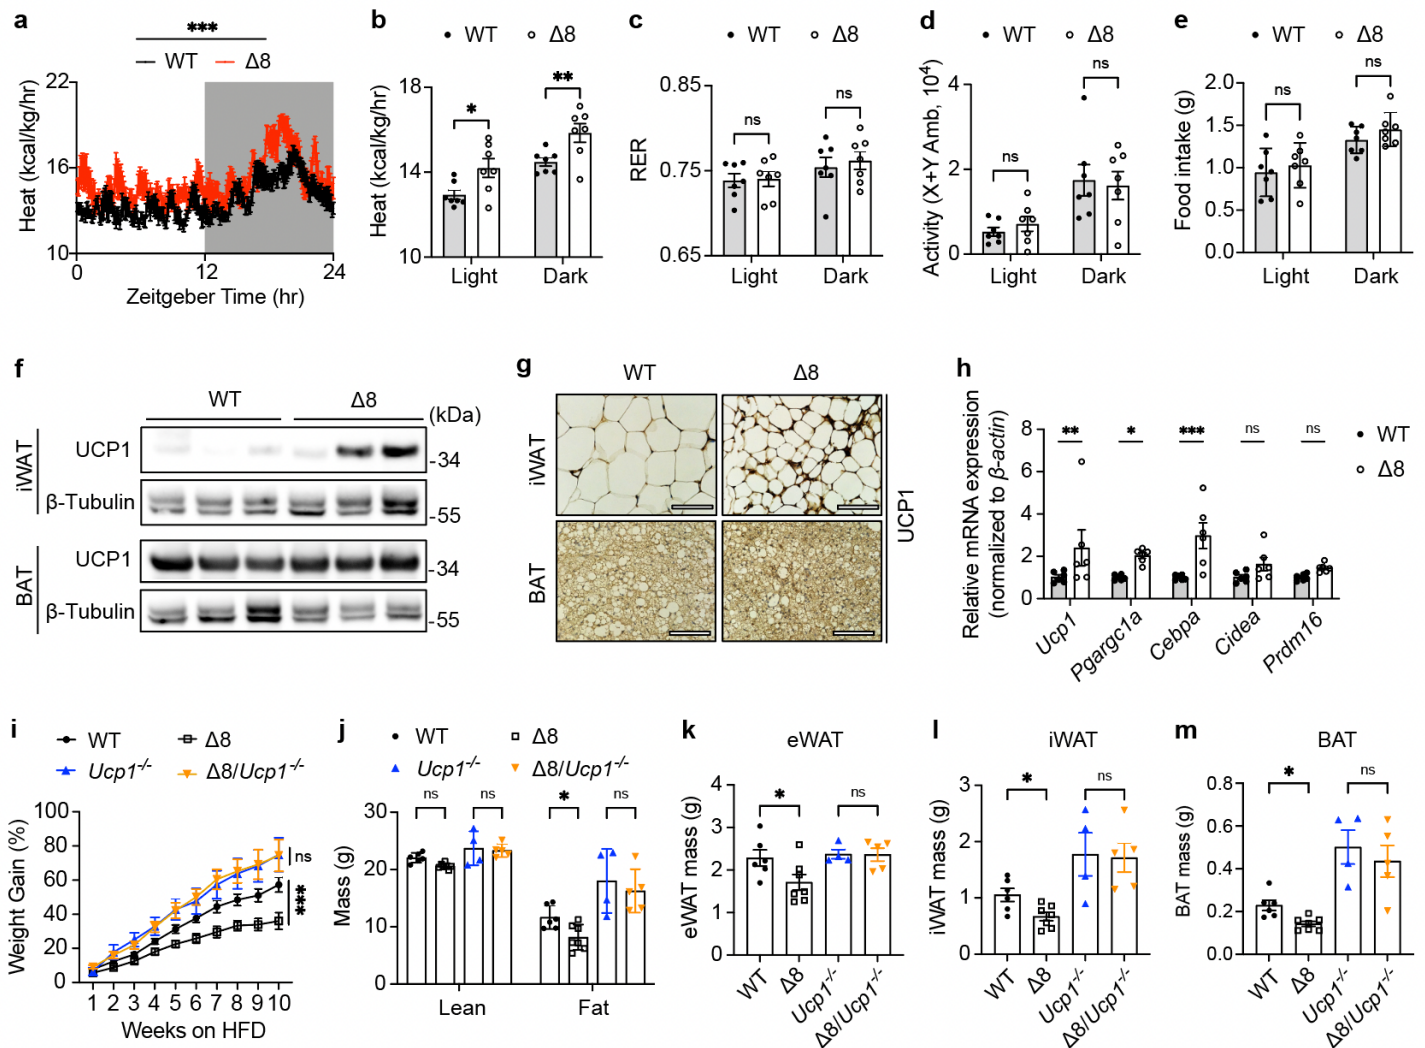 a
***
WT Δ8
Heat (kcal/kg/hr)
22
16
10
0 12 24
Zeitgeber Time (hr)
b
WT Δ8
Heat (kcal/kg/hr)
18
14
10
* **
Light Dark
c
WT Δ8
RER
0.85
0.75
0.65
ns ns
Light Dark
d
WT Δ8
Activity (X+Y Amb, 10⁴)
4
2
0
ns ns
Light Dark
e
WT Δ8
Food intake (g)
2.0
1.5
1.0
0.5
0.0
ns ns
Light Dark
f
WT Δ8
(kDa)
iWAT
UCP1 -34
β-Tubulin -55
BAT
UCP1 -34
β-Tubulin -55
g
WT Δ8
iWAT
BAT
UCP1
h
Relative mRNA expression
(normalized to β-actin)
8
6
4
2
0
** * *** ns ns
WT
Δ8
Ucp1 Pgargc1a Cebpa Cidea Prdm16
i
WT Δ8
Ucp1-/- Δ8/Ucp1-/-
Weight Gain (%)
100
80
60
40
20
0
ns
***
1 2 3 4 5 6 7 8 9 10
Weeks on HFD
j
WT Δ8
Ucp1-/- Δ8/Ucp1-/-
Mass (g)
30
20
10
0
ns ns * ns
Lean Fat
k
eWAT
eWAT mass (g)
4
3
2
1
0
* ns
WT Δ8 Ucp1-/- Δ8/Ucp1-/-
l
iWAT
iWAT mass (g)
3
2
1
0
* ns
WT Δ8 Ucp1-/- Δ8/Ucp1-/-
m
BAT
BAT mass (g)
0.8
0.6
0.4
0.2
0.0
* ns
WT Δ8 Ucp1-/- Δ8/Ucp1-/-